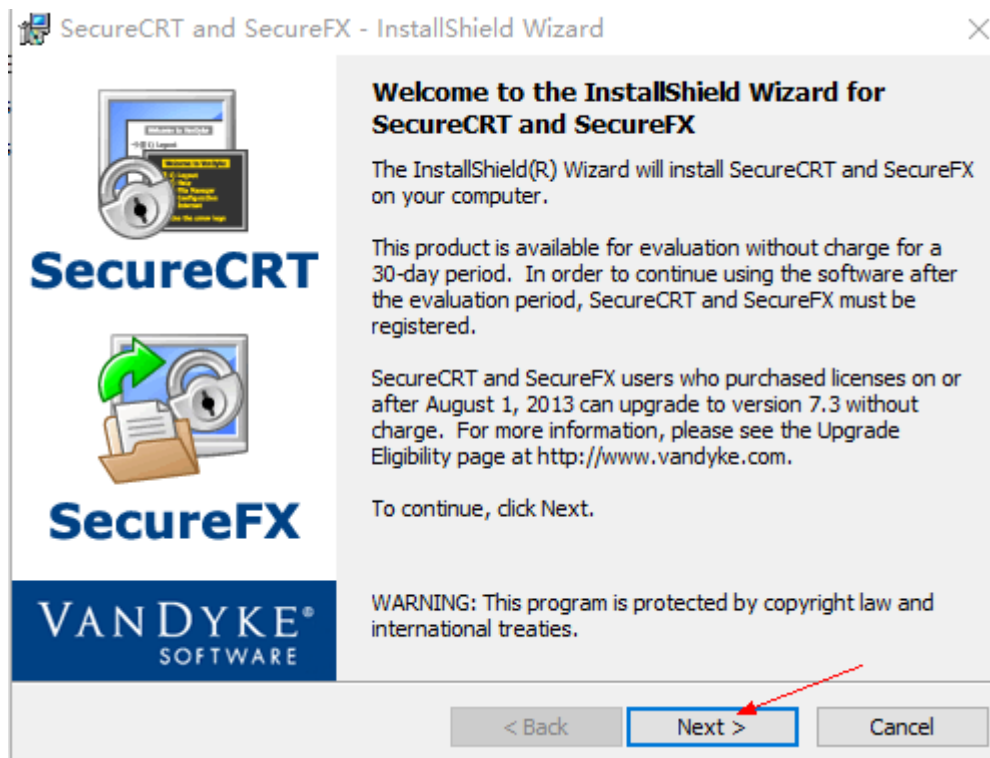 SecureCRT and SecureFX - InstallShield Wizard
Welcome to the InstallShield Wizard for
SecureCRT and SecureFX
The InstallShield(R) Wizard will install SecureCRT and SecureFX
on your computer.
This product is available for evaluation without charge for a
30-day period.  In order to continue using the software after
the evaluation period, SecureCRT and SecureFX must be
registered.
SecureCRT and SecureFX users who purchased licenses on or
after August 1, 2013 can upgrade to version 7.3 without
charge.  For more information, please see the Upgrade
Eligibility page at http://www.vandyke.com.
To continue, click Next.
WARNING: This program is protected by copyright law and
international treaties.
SecureCRT
SecureFX
VANDYKE®
SOFTWARE
< Back
Next >
Cancel